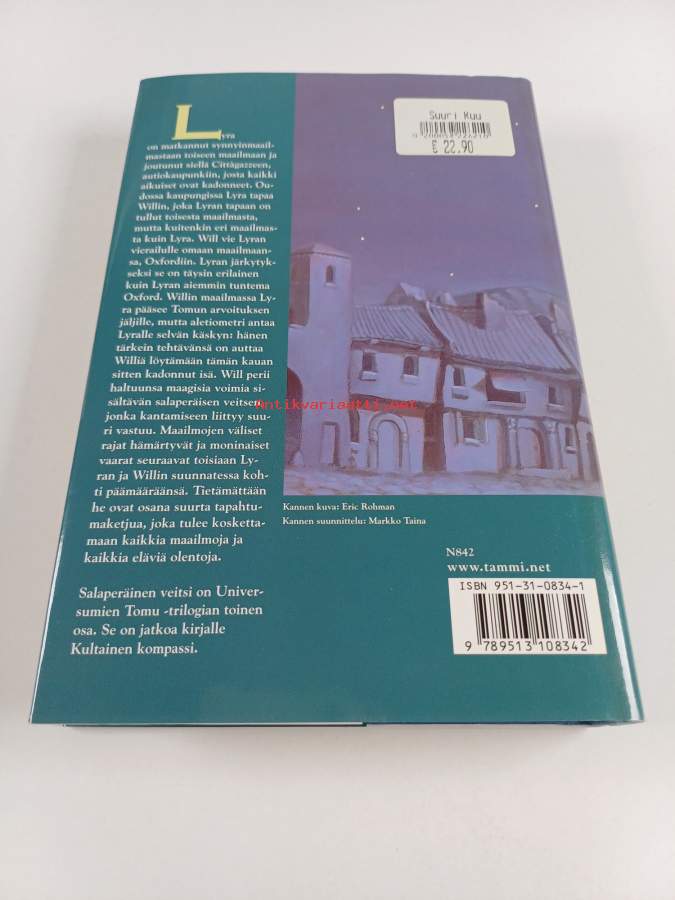 Lyra
on matkannut synnyinmaail-
mastaan toiseen maailmaan ja
joutunut siellä Cittàgazzeen,
autiokaupunkiin, josta kaikki
aikuiset ovat kadonneet. Ou-
dossa kaupungissa Lyra tapaa
Willin, joka Lyran tapaan on
tullut toisesta maailmasta,
mutta kuitenkin eri maailmas-
ta kuin Lyra. Will vie Lyran
vierailulle omaan maailmaan-
sa, Oxfordiin. Lyran järkytyk-
seksi se on täysin erilainen
kuin Lyran aiemmin tuntema
Oxford. Willin maailmassa Ly-
ra pääsee Tomun arvoituksen
jäljille, mutta aletiometri antaa
Lyralle selvän käskyn: hänen
tärkein tehtävänsä on auttaa
Williä löytämään tämän kauan
sitten kadonnut isä. Will perii
haltuunsa maagisia voimia si-
sältävän salaperäisen veitsen,
jonka kantamiseen liittyy suu-
ri vastuu. Maailmojen väliset
rajat hämärtyvät ja moninaiset
vaarat seuraavat toisiaan Ly-
ran ja Willin suunnatessa koh-
ti päämääräänsä. Tietämättään
he ovat osana suurta tapahtu-
maketjua, joka tulee kosketta-
maan kaikkia maailmoja ja
kaikkia eläviä olentoja.
Salaperäinen veitsi on Univer-
sumien Tomu -trilogian toinen
osa. Se on jatkoa kirjalle
Kultainen kompassi.
Suuri Kuu
€ 22.90
Antikvariaatti.net
Kannen kuva: Eric Rohman
Kannen suunnittelu: Markko Taina
N842
www.tammi.net
ISBN 951-31-0834-1
9 789513 108342